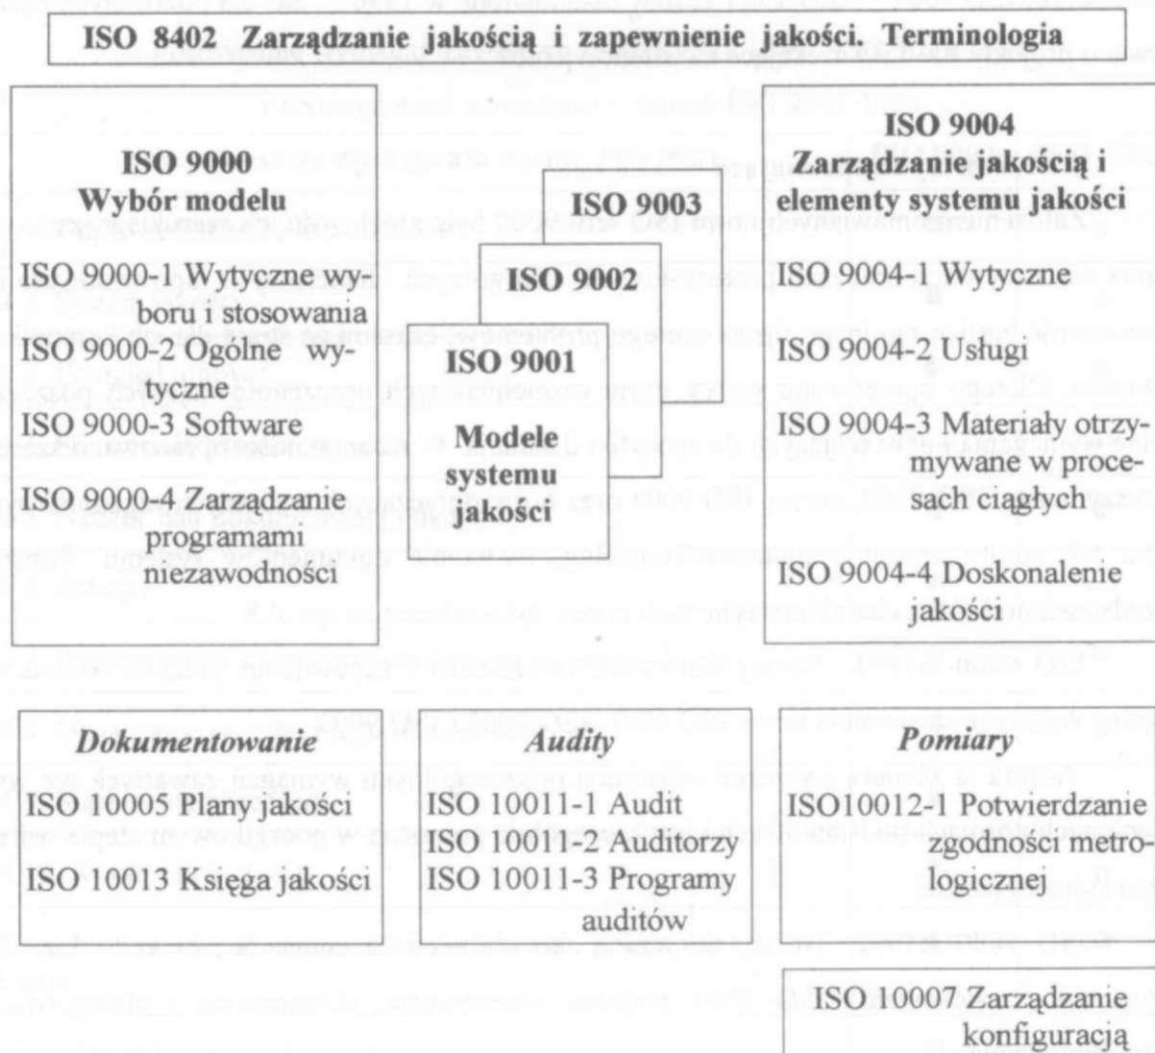 ISO 8402 Zarządzanie jakością i zapewnienie jakości. Terminologia
ISO 9000
Wybór modelu
ISO 9000-1 Wytyczne wy-
boru i stosowania
ISO 9000-2 Ogólne wy-
tyczne
ISO 9000-3 Software
ISO 9000-4 Zarządzanie
programami
niezawodności
ISO 9003
ISO 9002
ISO 9001
Modele
systemu
jakości
ISO 9004
Zarządzanie jakością i
elementy systemu jakości
ISO 9004-1 Wytyczne
ISO 9004-2 Usługi
ISO 9004-3 Materiały otrzy-
mywane w proce-
sach ciągłych
ISO 9004-4 Doskonalenie
jakości
Dokumentowanie
ISO 10005 Plany jakości
ISO 10013 Księga jakości
Audity
ISO 10011-1 Audit
ISO 10011-2 Auditorzy
ISO 10011-3 Programy
auditów
Pomiary
ISO10012-1 Potwierdzanie
zgodności metro-
logicznej
ISO 10007 Zarządzanie
konfiguracją